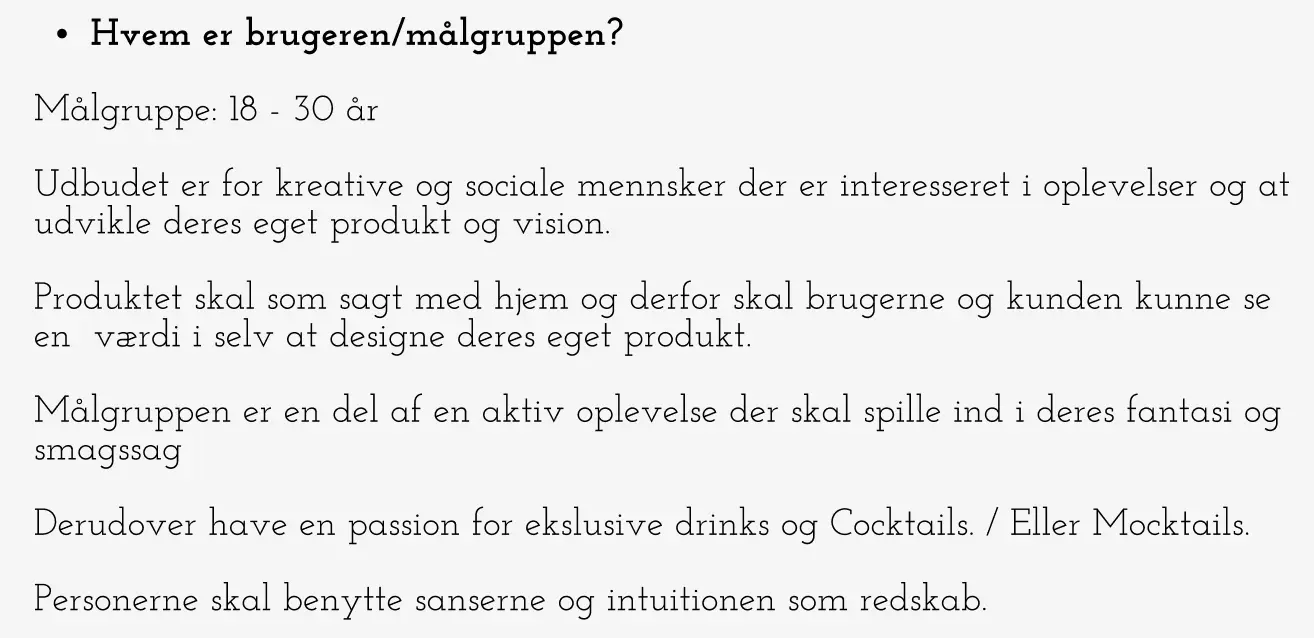 • Hvem er brugeren/målgruppen?
Målgruppe: 18 - 30 år
Udbudet er for kreative og sociale mennsker der er interesseret i oplevelser og at
udvikle deres eget produkt og vision.
Produktet skal som sagt med hjem og derfor skal brugerne og kunden kunne se
en  værdi i selv at designe deres eget produkt.
Målgruppen er en del af en aktiv oplevelse der skal spille ind i deres fantasi og
smagssag
Derudover have en passion for ekslusive drinks og Cocktails. / Eller Mocktails.
Personerne skal benytte sanserne og intuitionen som redskab.